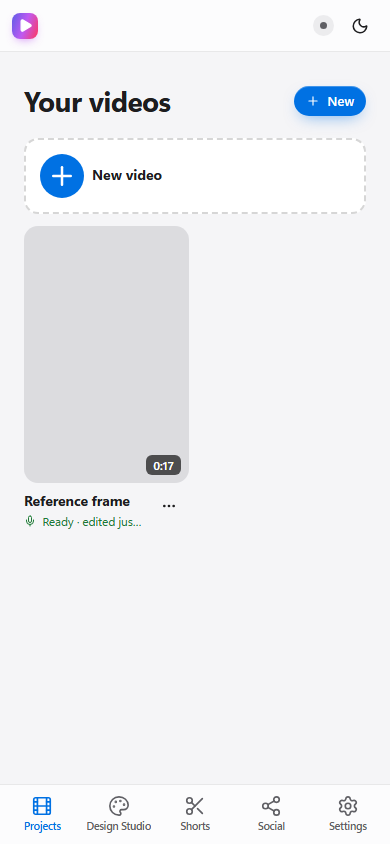 Your videos
New
New video
0:17
Reference frame
Ready · edited jus...
Projects
Design Studio
Shorts
Social
Settings